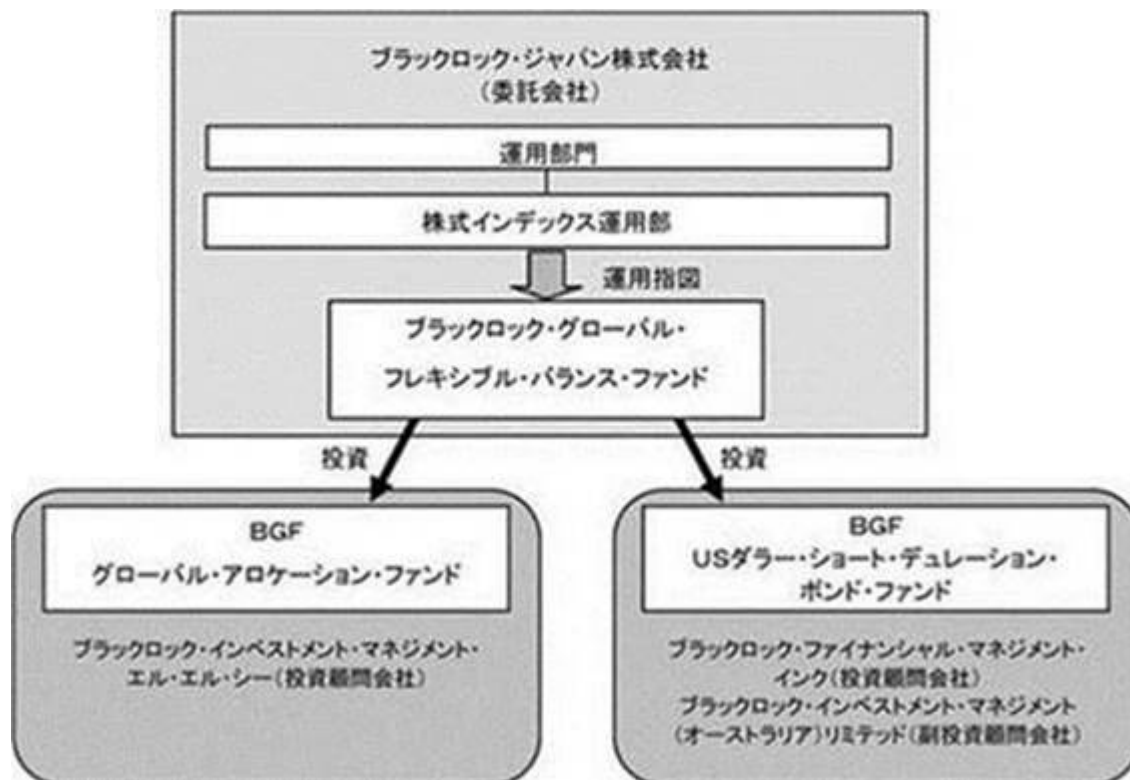 ブラックロック・ジャパン株式会社
(委託会社)
運用部門
株式インデックス運用部
運用指図
ブラックロック・グローバル・
フレキシブル・バランス・ファンド
投資
投資
BGF
グローバル・アロケーション・ファンド
ブラックロック・インベストメント・マネジメント・
エル・エル・シー(投資顧問会社)
BGF
USダラー・ショート・デュレーション・
ボンド・ファンド
ブラックロック・ファイナンシャル・マネジメント・
インク(投資顧問会社)
ブラックロック・インベストメント・マネジメント
(オーストラリア)リミテッド(副投資顧問会社)